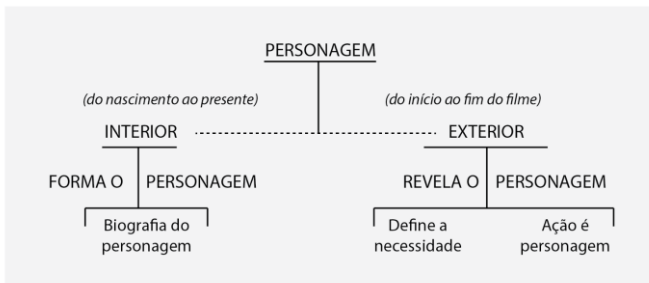 PERSONAGEM
(do nascimento ao presente)
(do início ao fim do filme)
INTERIOR
EXTERIOR
FORMA O PERSONAGEM
REVELA O PERSONAGEM
Biografia do
personagem
Define a
necessidade
Ação é
personagem